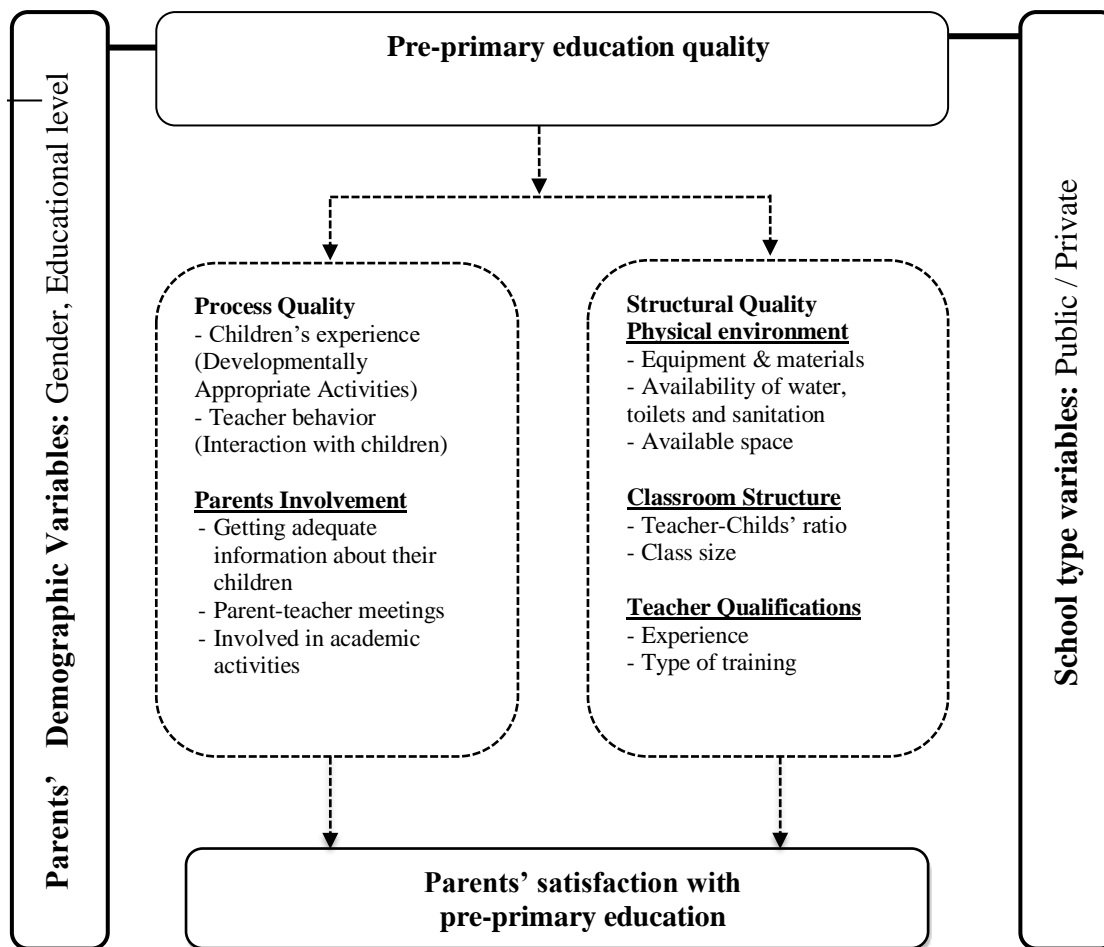 Pre-primary education quality
Parents’ Demographic Variables: Gender, Educational level
Process Quality
- Children’s experience
(Developmentally
Appropriate Activities)
- Teacher behavior
(Interaction with children)
Parents Involvement
- Getting adequate
information about their
children
- Parent-teacher meetings
- Involved in academic
activities
Structural Quality
Physical environment
- Equipment & materials
- Availability of water,
toilets and sanitation
- Available space
Classroom Structure
- Teacher-Childs’ ratio
- Class size
Teacher Qualifications
- Experience
- Type of training
School type variables: Public / Private
Parents’ satisfaction with
pre-primary education